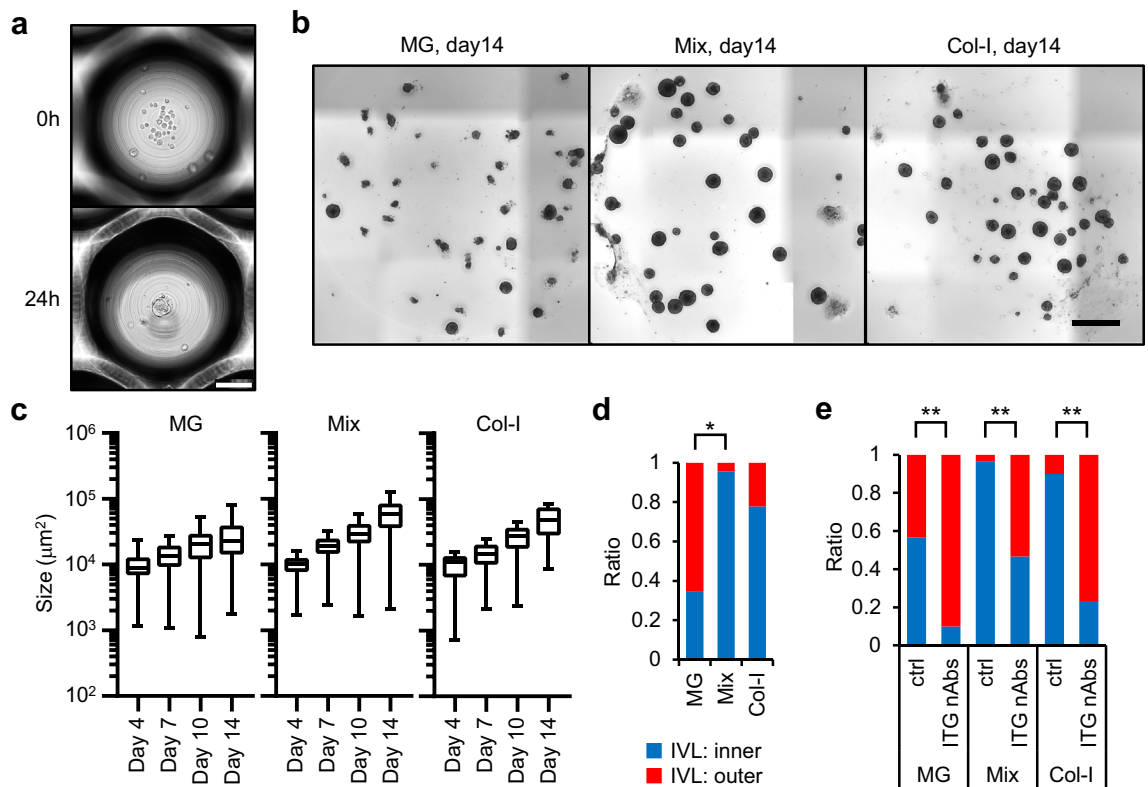 a
0h
24h
b
MG, day14
Mix, day14
Col-I, day14
c
MG
Mix
Col-I
Size (μm²)
10⁶
10⁵
10⁴
10³
10²
Day 4
Day 7
Day 10
Day 14
Day 4
Day 7
Day 10
Day 14
Day 4
Day 7
Day 10
Day 14
d
*
Ratio
1
0.8
0.6
0.4
0.2
0
MG
Mix
Col-I
IVL: inner
IVL: outer
e
**
**
**
Ratio
1
0.8
0.6
0.4
0.2
0
ctrl
ITG nAbs
ctrl
ITG nAbs
ctrl
ITG nAbs
MG
Mix
Col-I